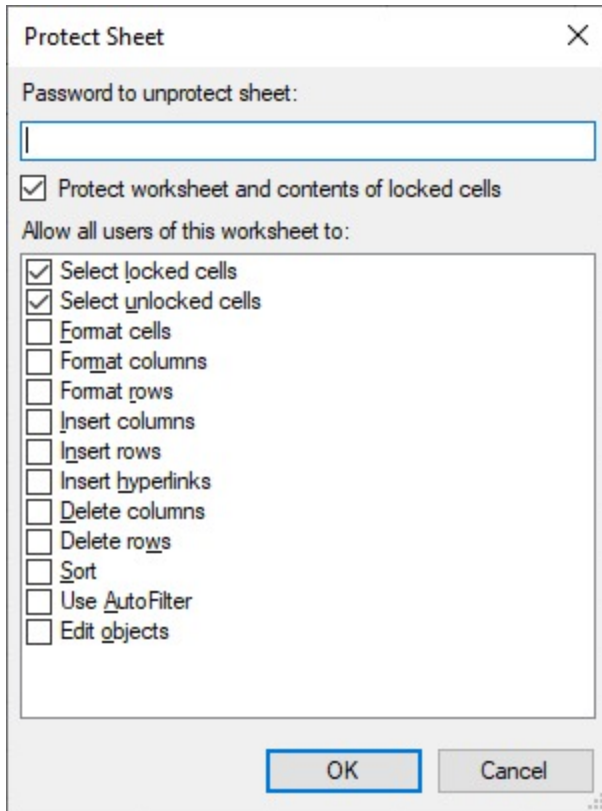 Protect Sheet
Password to unprotect sheet:
Protect worksheet and contents of locked cells
Allow all users of this worksheet to:
Select locked cells
Select unlocked cells
Format cells
Format columns
Format rows
Insert columns
Insert rows
Insert hyperlinks
Delete columns
Delete rows
Sort
Use AutoFilter
Edit objects
OK Cancel